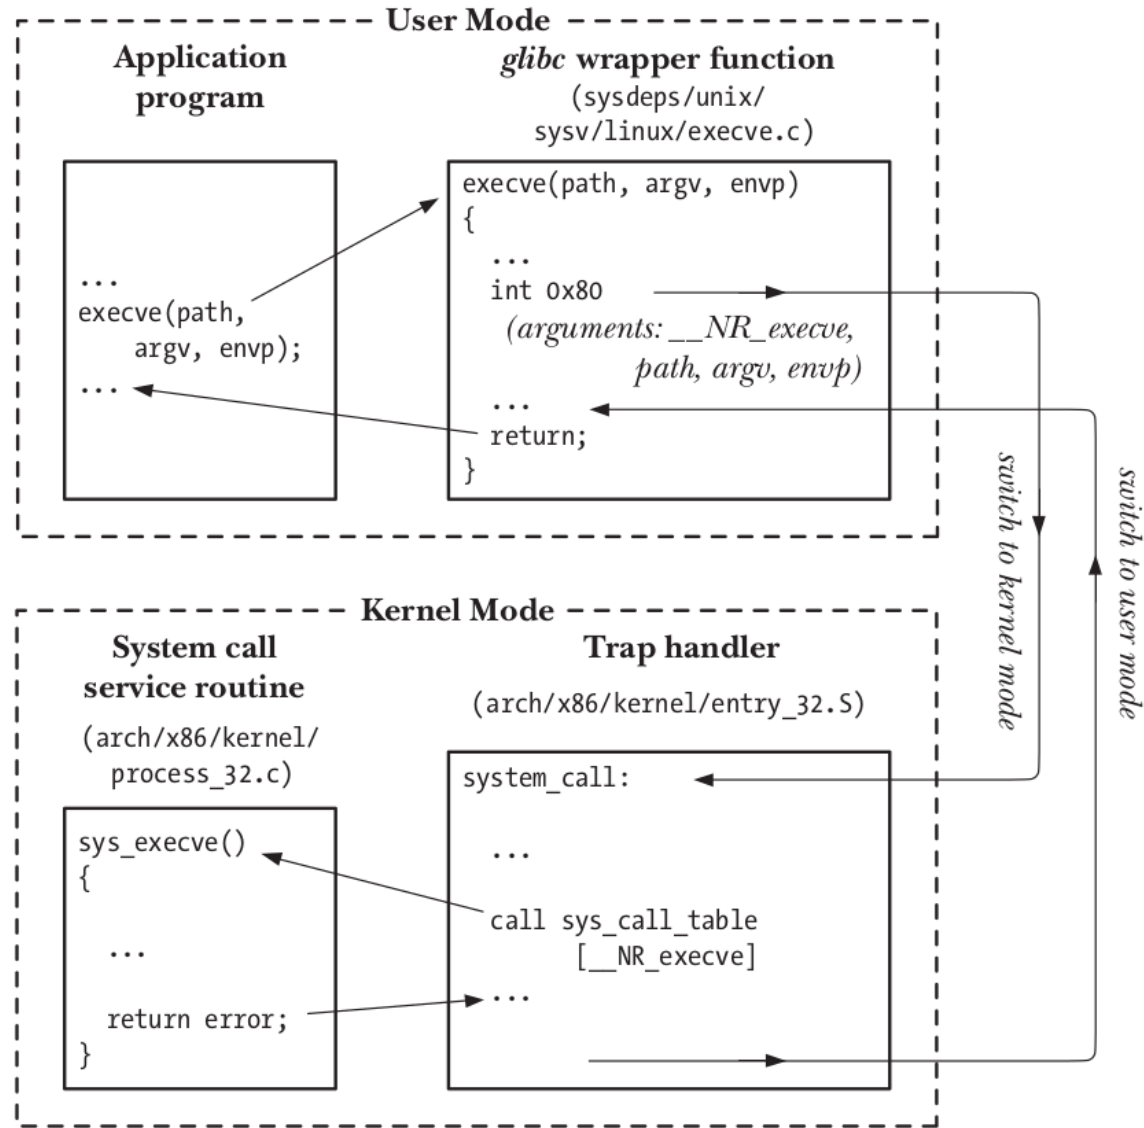 User Mode
Application
program
glibc wrapper function
(sysdeps/unix/
sysv/linux/execve.c)
...
execve(path,
argv, envp);
...
execve(path, argv, envp)
{
...
int 0x80
(arguments: __NR_execve,
path, argv, envp)
...
return;
}
switch to kernel mode
switch to user mode
Kernel Mode
System call
service routine
(arch/x86/kernel/
process_32.c)
Trap handler
(arch/x86/kernel/entry_32.S)
sys_execve()
{
...
return error;
}
system_call:
...
call sys_call_table
[__NR_execve]
...